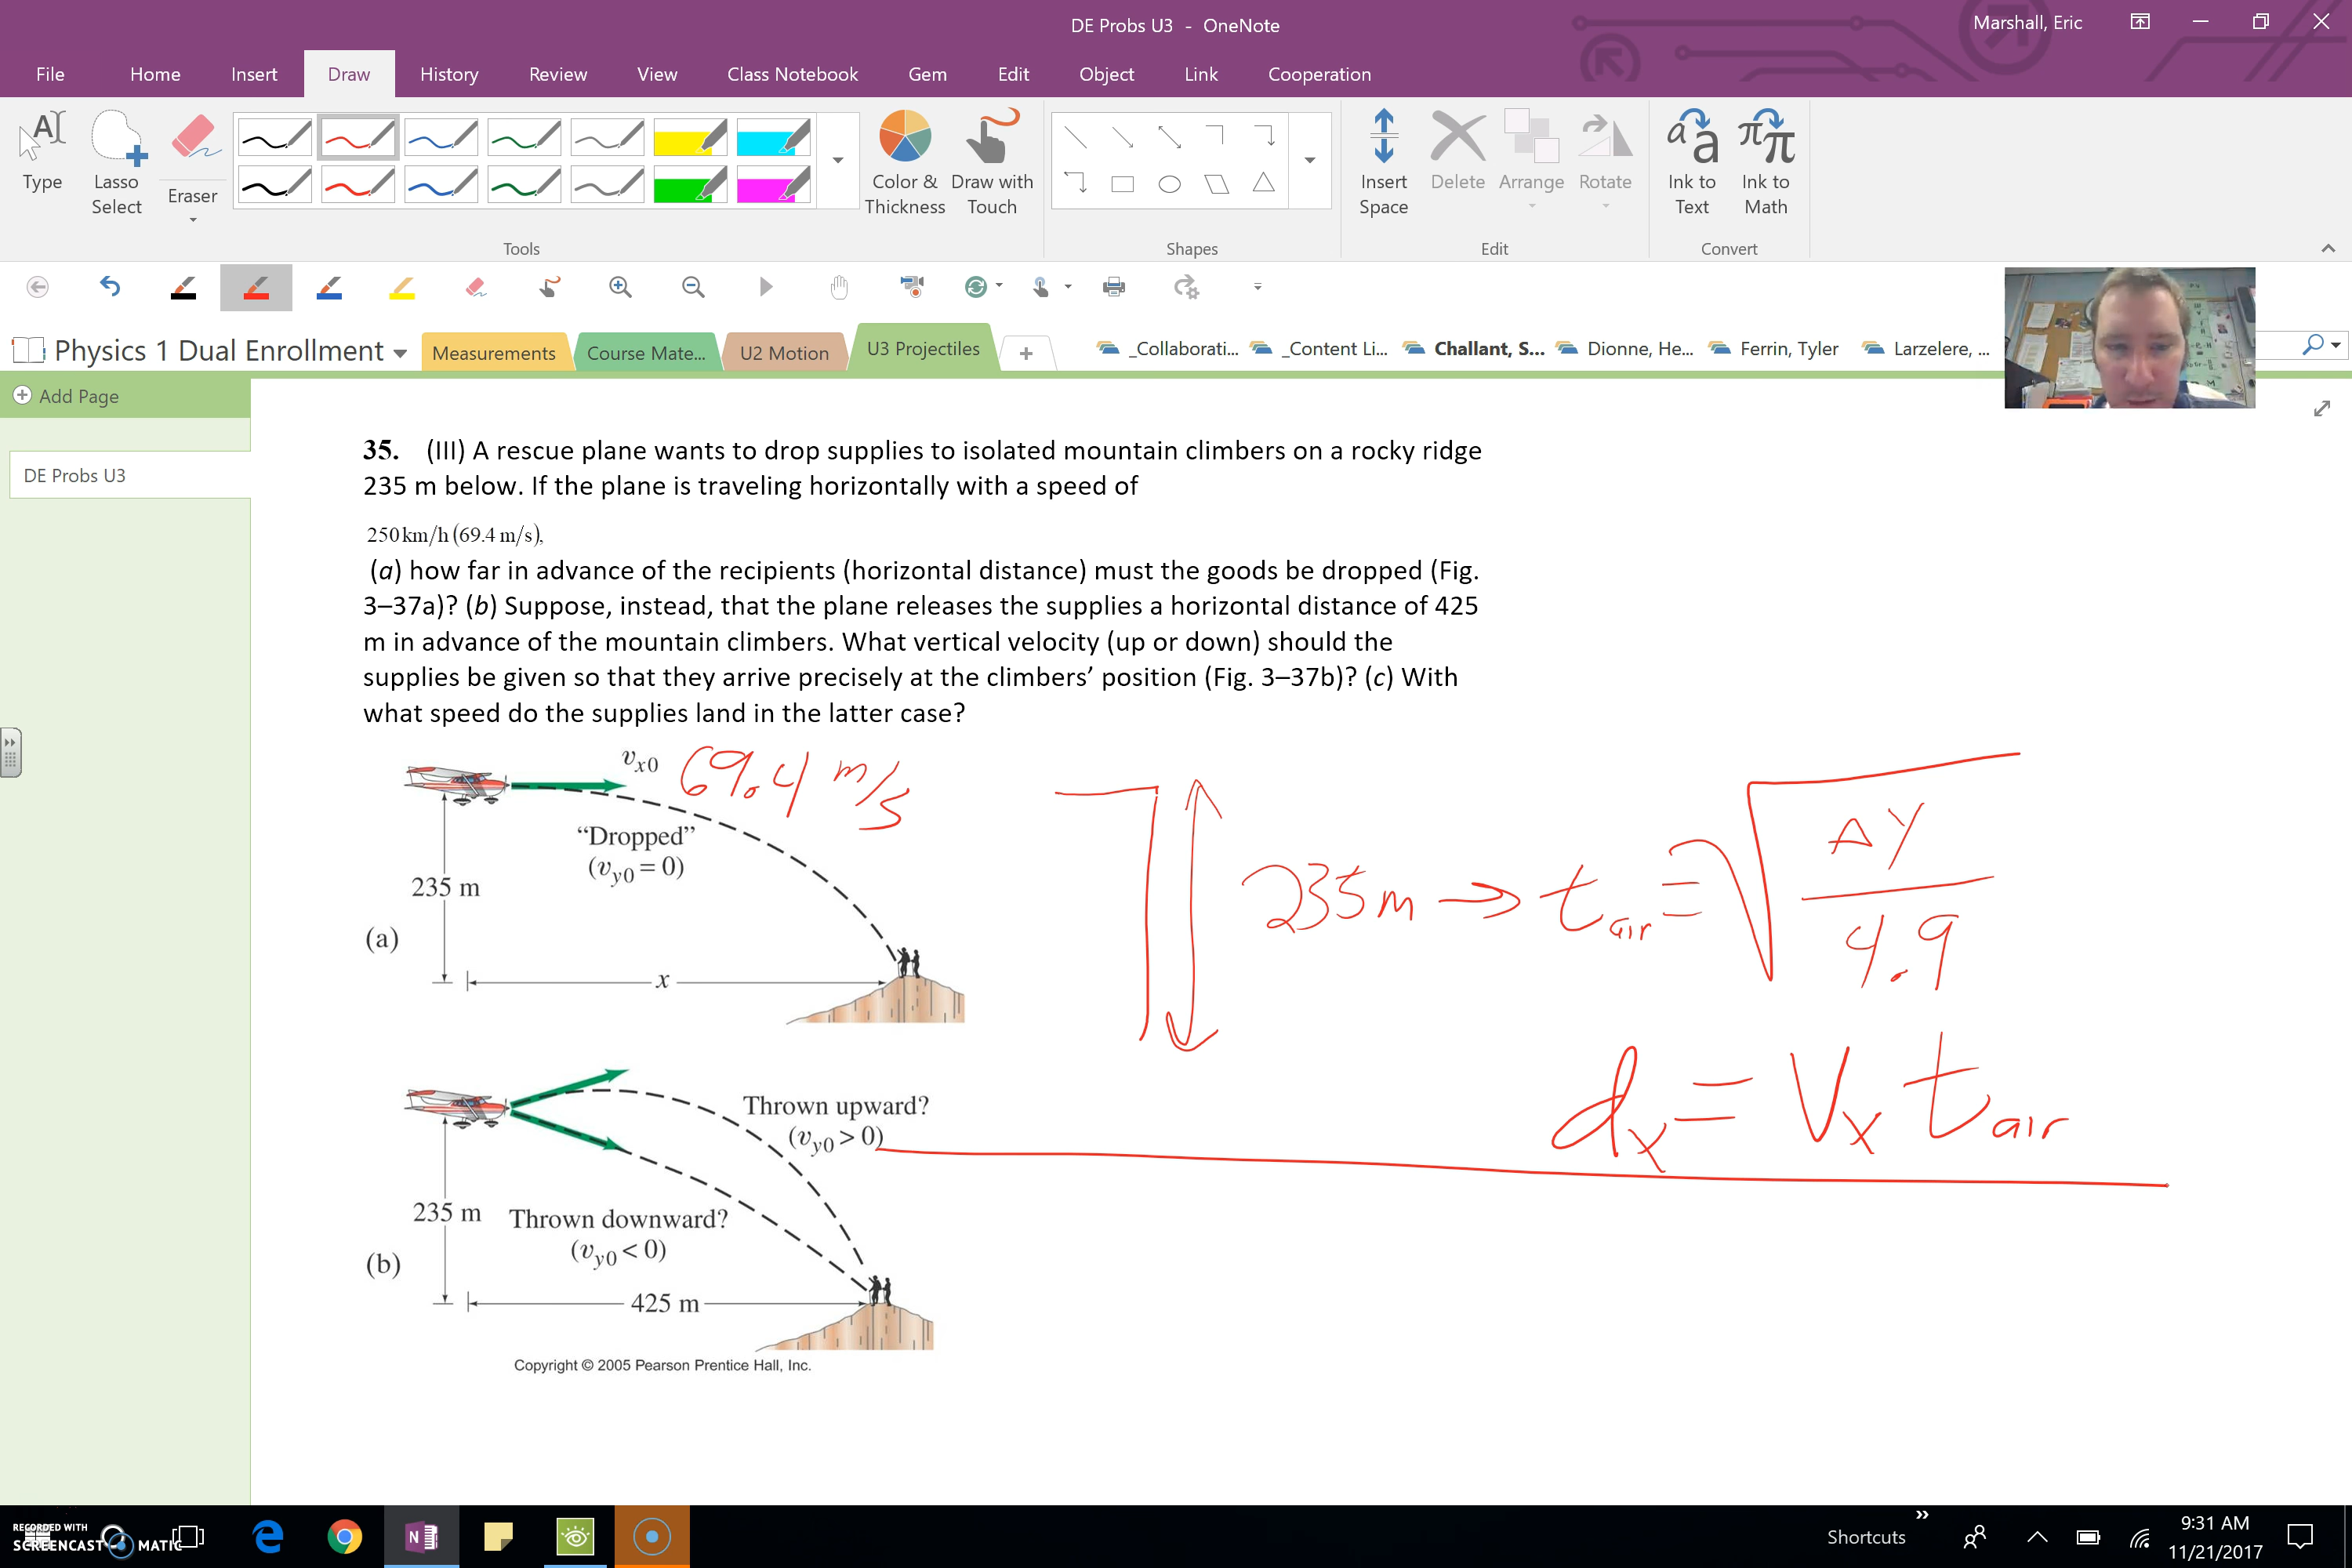 DE Probs U3 - OneNote
Marshall, Eric
File Home Insert Draw History Review View Class Notebook Gem Edit Object Link Cooperation
Type
Lasso Select
Eraser
Color & Thickness
Draw with Touch
Insert Space
Delete
Arrange
Rotate
Ink to Text
Ink to Math
Tools
Shapes
Edit
Convert
Physics 1 Dual Enrollment
Measurements
Course Mate...
U2 Motion
U3 Projectiles
_Collaborati...
_Content Li...
Challant, S...
Dionne, He...
Ferrin, Tyler
Larzelere, ...
Add Page
DE Probs U3
35. (III) A rescue plane wants to drop supplies to isolated mountain climbers on a rocky ridge
235 m below. If the plane is traveling horizontally with a speed of
250 km/h (69.4 m/s),
(a) how far in advance of the recipients (horizontal distance) must the goods be dropped (Fig.
3–37a)? (b) Suppose, instead, that the plane releases the supplies a horizontal distance of 425
m in advance of the mountain climbers. What vertical velocity (up or down) should the
supplies be given so that they arrive precisely at the climbers' position (Fig. 3–37b)? (c) With
what speed do the supplies land in the latter case?
vx0
69.4 m/s
"Dropped"
(vy0 = 0)
235 m
(a)
x
235m → tair = √ΔY/4.9
dx = Vx tair
Thrown upward?
(vy0 > 0)
235 m
Thrown downward?
(vy0 < 0)
(b)
425 m
Copyright © 2005 Pearson Prentice Hall, Inc.
RECORDED WITH
SCREENCAST MATIC
Shortcuts
9:31 AM
11/21/2017